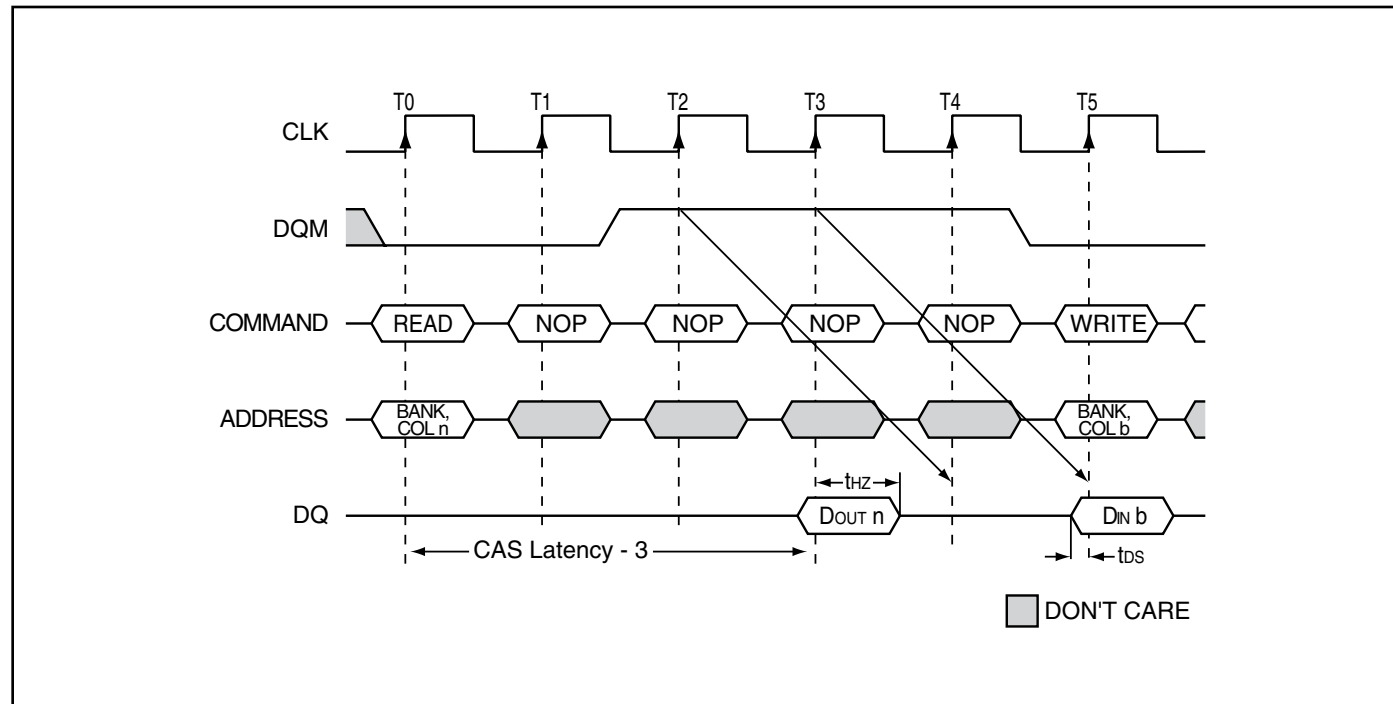 T0 T1 T2 T3 T4 T5
CLK
DQM
COMMAND READ NOP NOP NOP NOP WRITE
ADDRESS BANK, COL n BANK, COL b
tHZ
DQ DOUT n DIN b
CAS Latency - 3 tDS
DON'T CARE